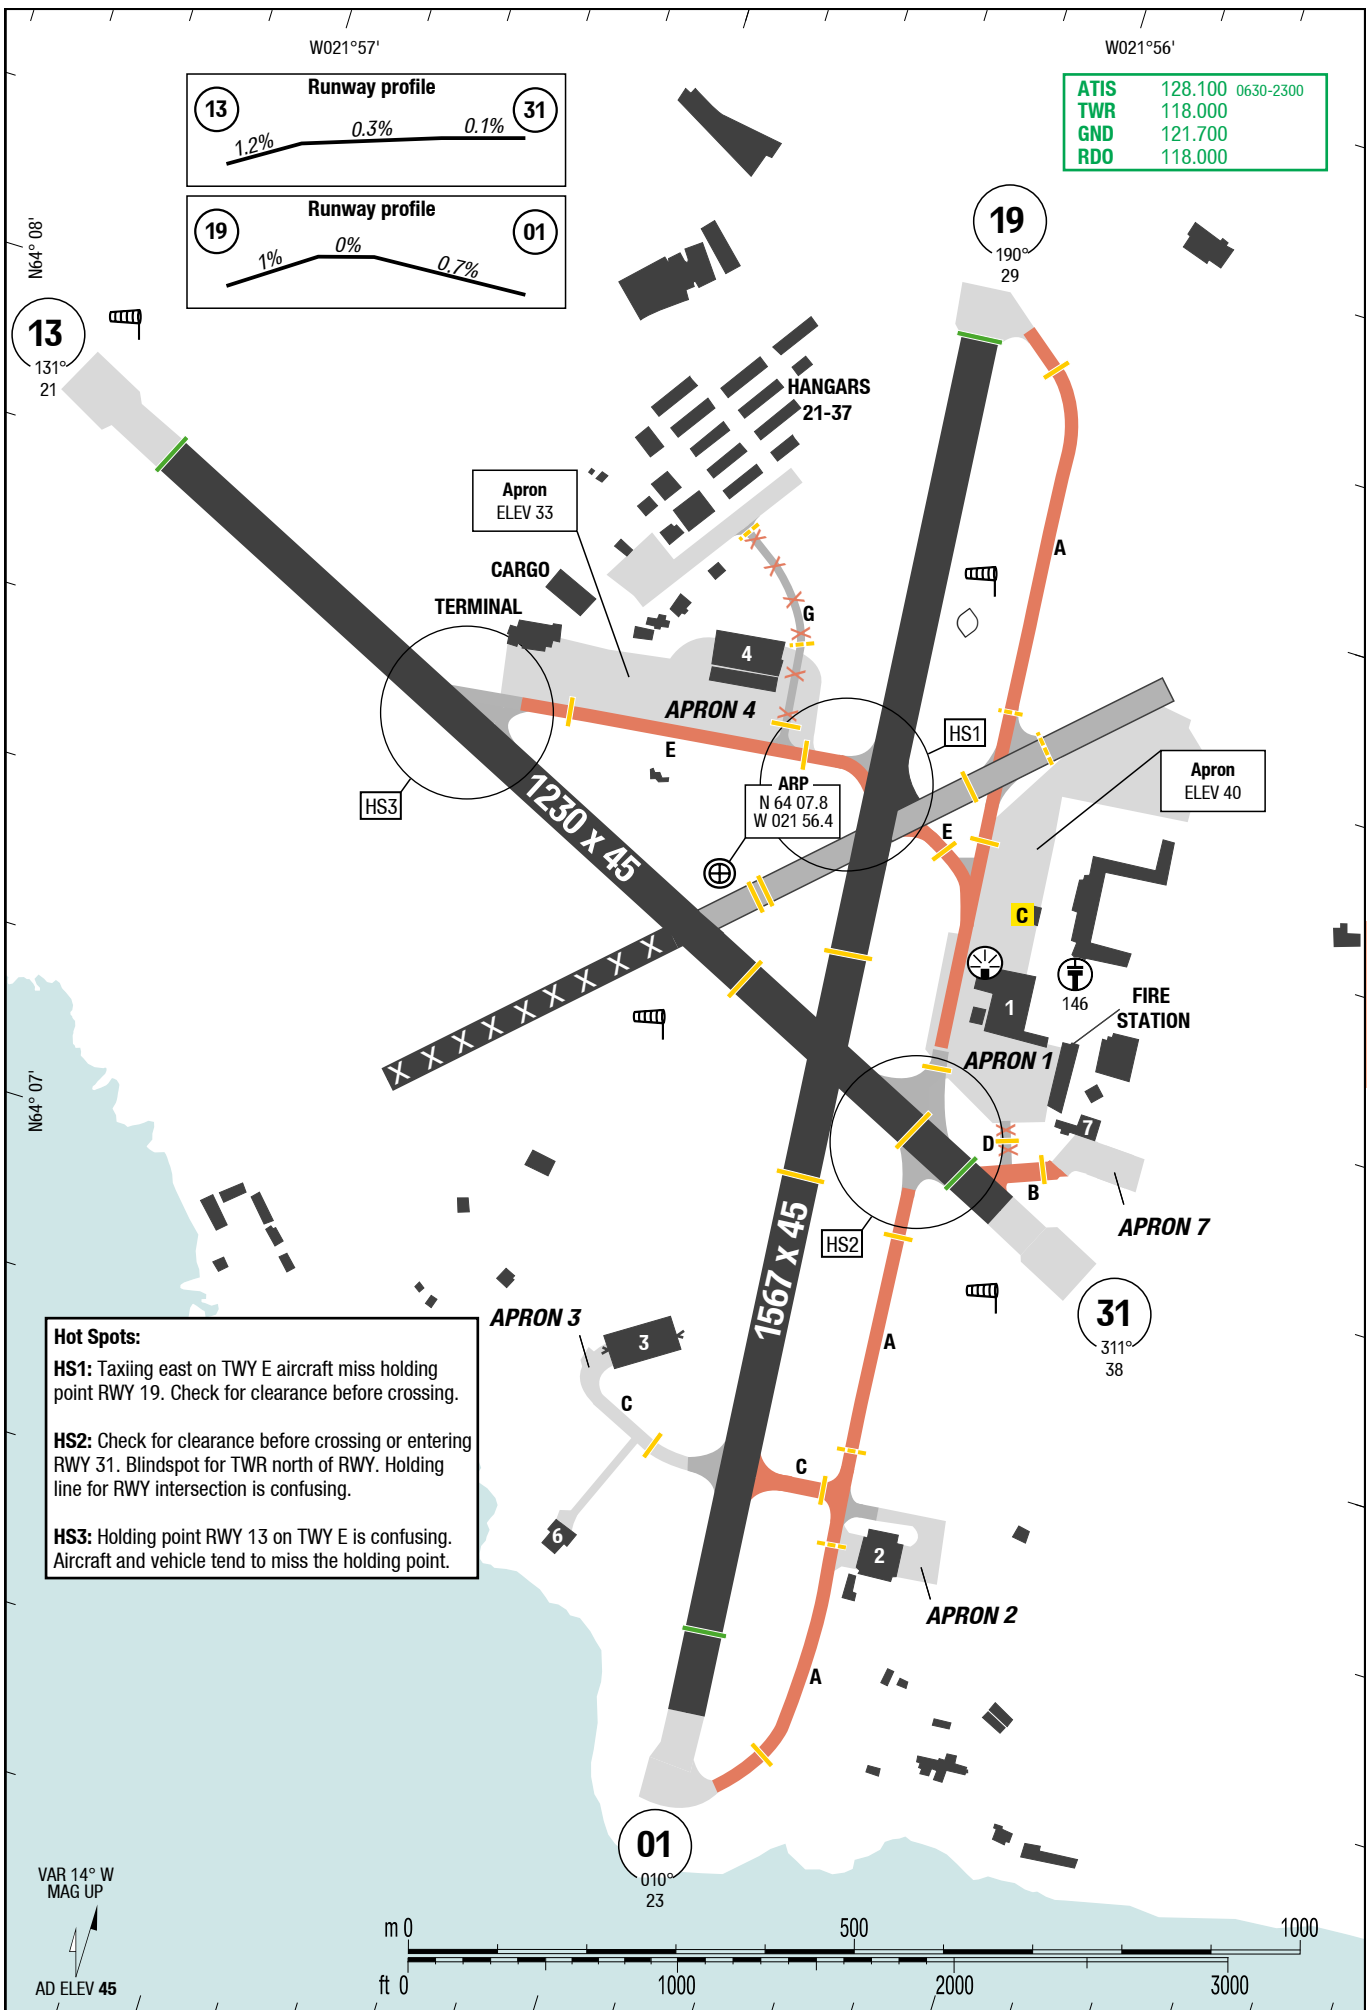 W021°57'
W021°56'
Runway profile
13
31
1.2%
0.3%
0.1%
Runway profile
19
01
1%
0%
0.7%
ATIS 128.100 0630-2300
TWR 118.000
GND 121.700
RDO 118.000
N64° 08'
19
190°
29
13
131°
21
HANGARS
21-37
Apron
ELEV 33
CARGO
TERMINAL
A
G
4
APRON 4
E
HS1
HS3
ARP
N 64 07.8
W 021 56.4
Apron
ELEV 40
E
1230 x 45
C
X X X X X X X X X
1
146
FIRE
STATION
APRON 1
N64° 07'
7
D
B
APRON 7
HS2
1567 x 45
31
311°
38
APRON 3
3
A
C
C
6
2
APRON 2
A
Hot Spots:
HS1: Taxiing east on TWY E aircraft miss holding
point RWY 19. Check for clearance before crossing.
HS2: Check for clearance before crossing or entering
RWY 31. Blindspot for TWR north of RWY. Holding
line for RWY intersection is confusing.
HS3: Holding point RWY 13 on TWY E is confusing.
Aircraft and vehicle tend to miss the holding point.
01
010°
23
VAR 14° W
MAG UP
AD ELEV 45
m 0 500 1000
ft 0 1000 2000 3000